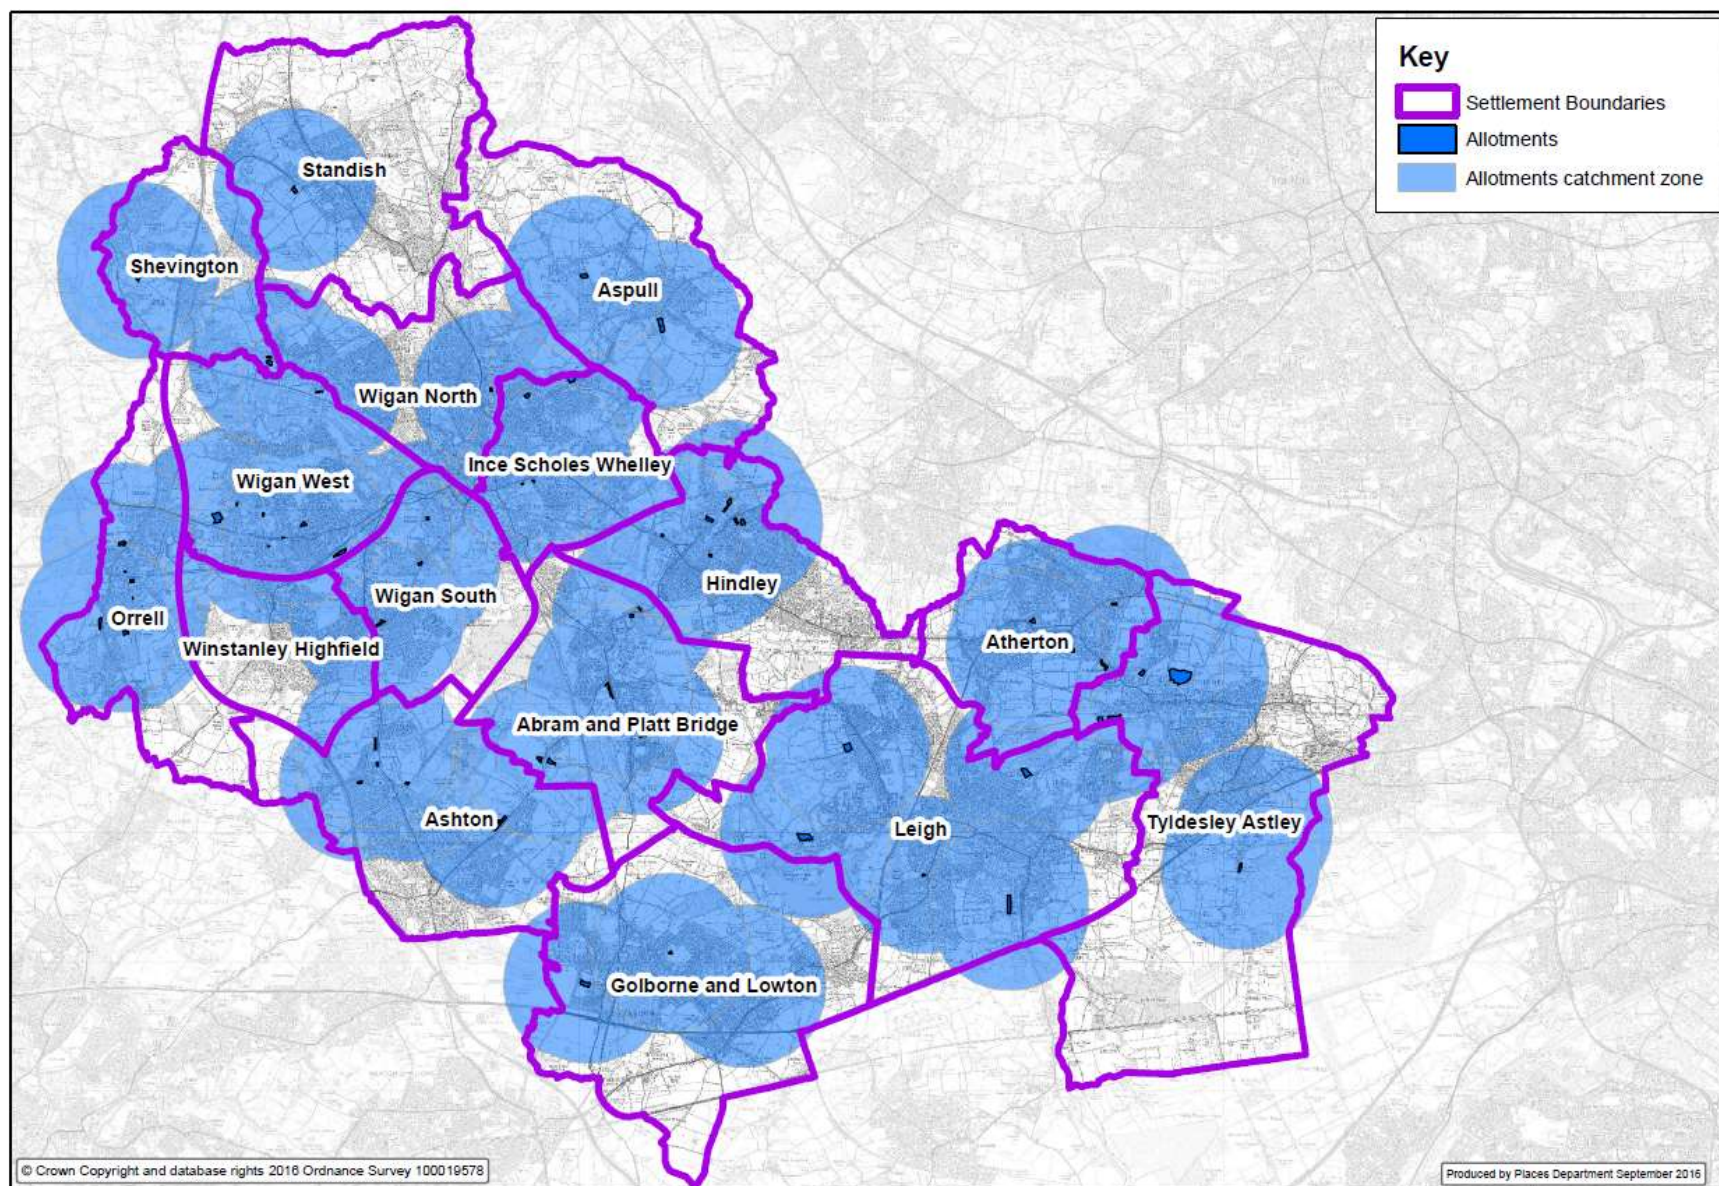 Key
Settlement Boundaries
Allotments
Allotments catchment zone
Standish
Shevington
Aspull
Wigan North
Ince Scholes Whelley
Wigan West
Hindley
Wigan South
Orrell
Atherton
Winstanley Highfield
Abram and Platt Bridge
Ashton
Leigh
Tyldesley Astley
Golborne and Lowton
© Crown Copyright and database rights 2016 Ordnance Survey 100019578
Produced by Places Department September 2016